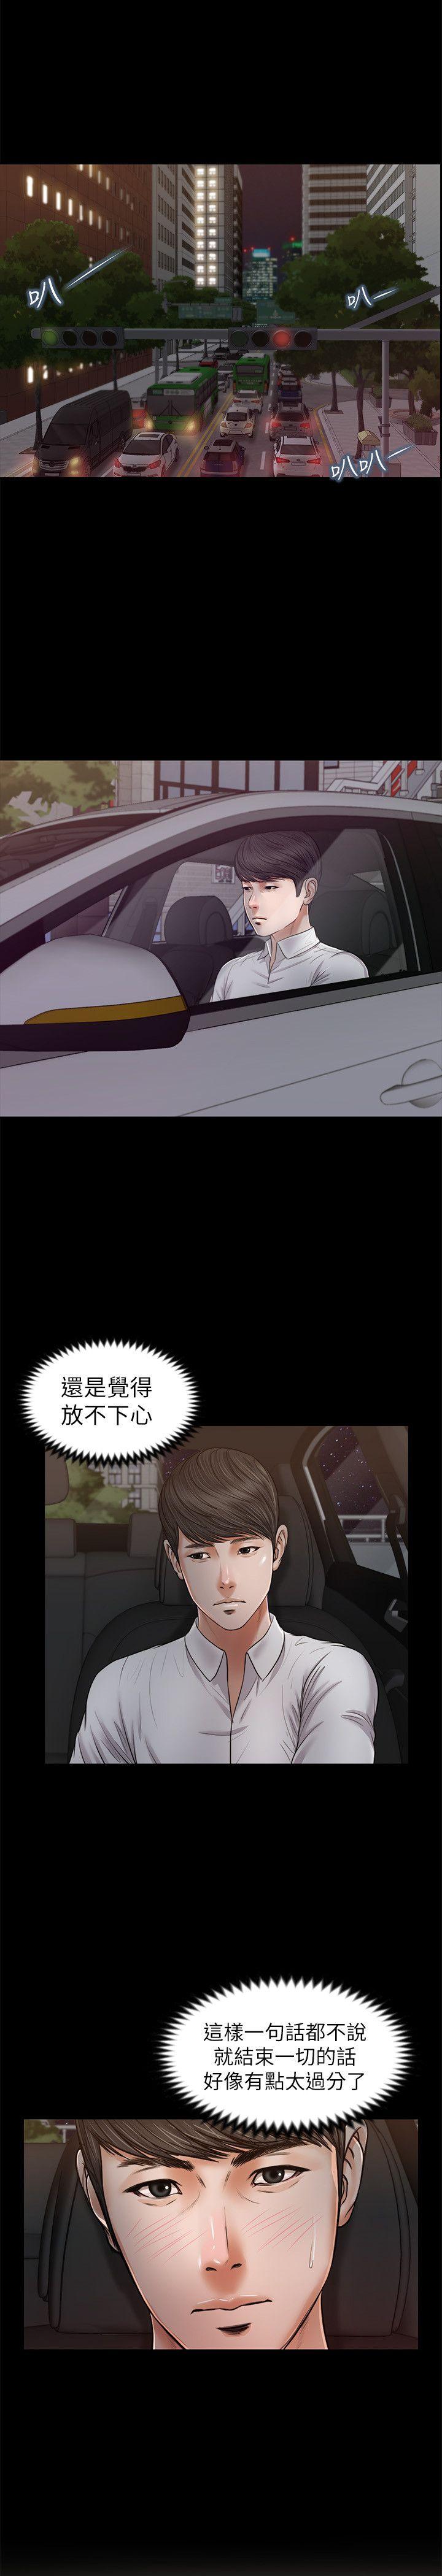 叭
叭
叭叭
還是覺得
放不下心
這樣一句話都不說
就結束一切的話
好像有點太過分了